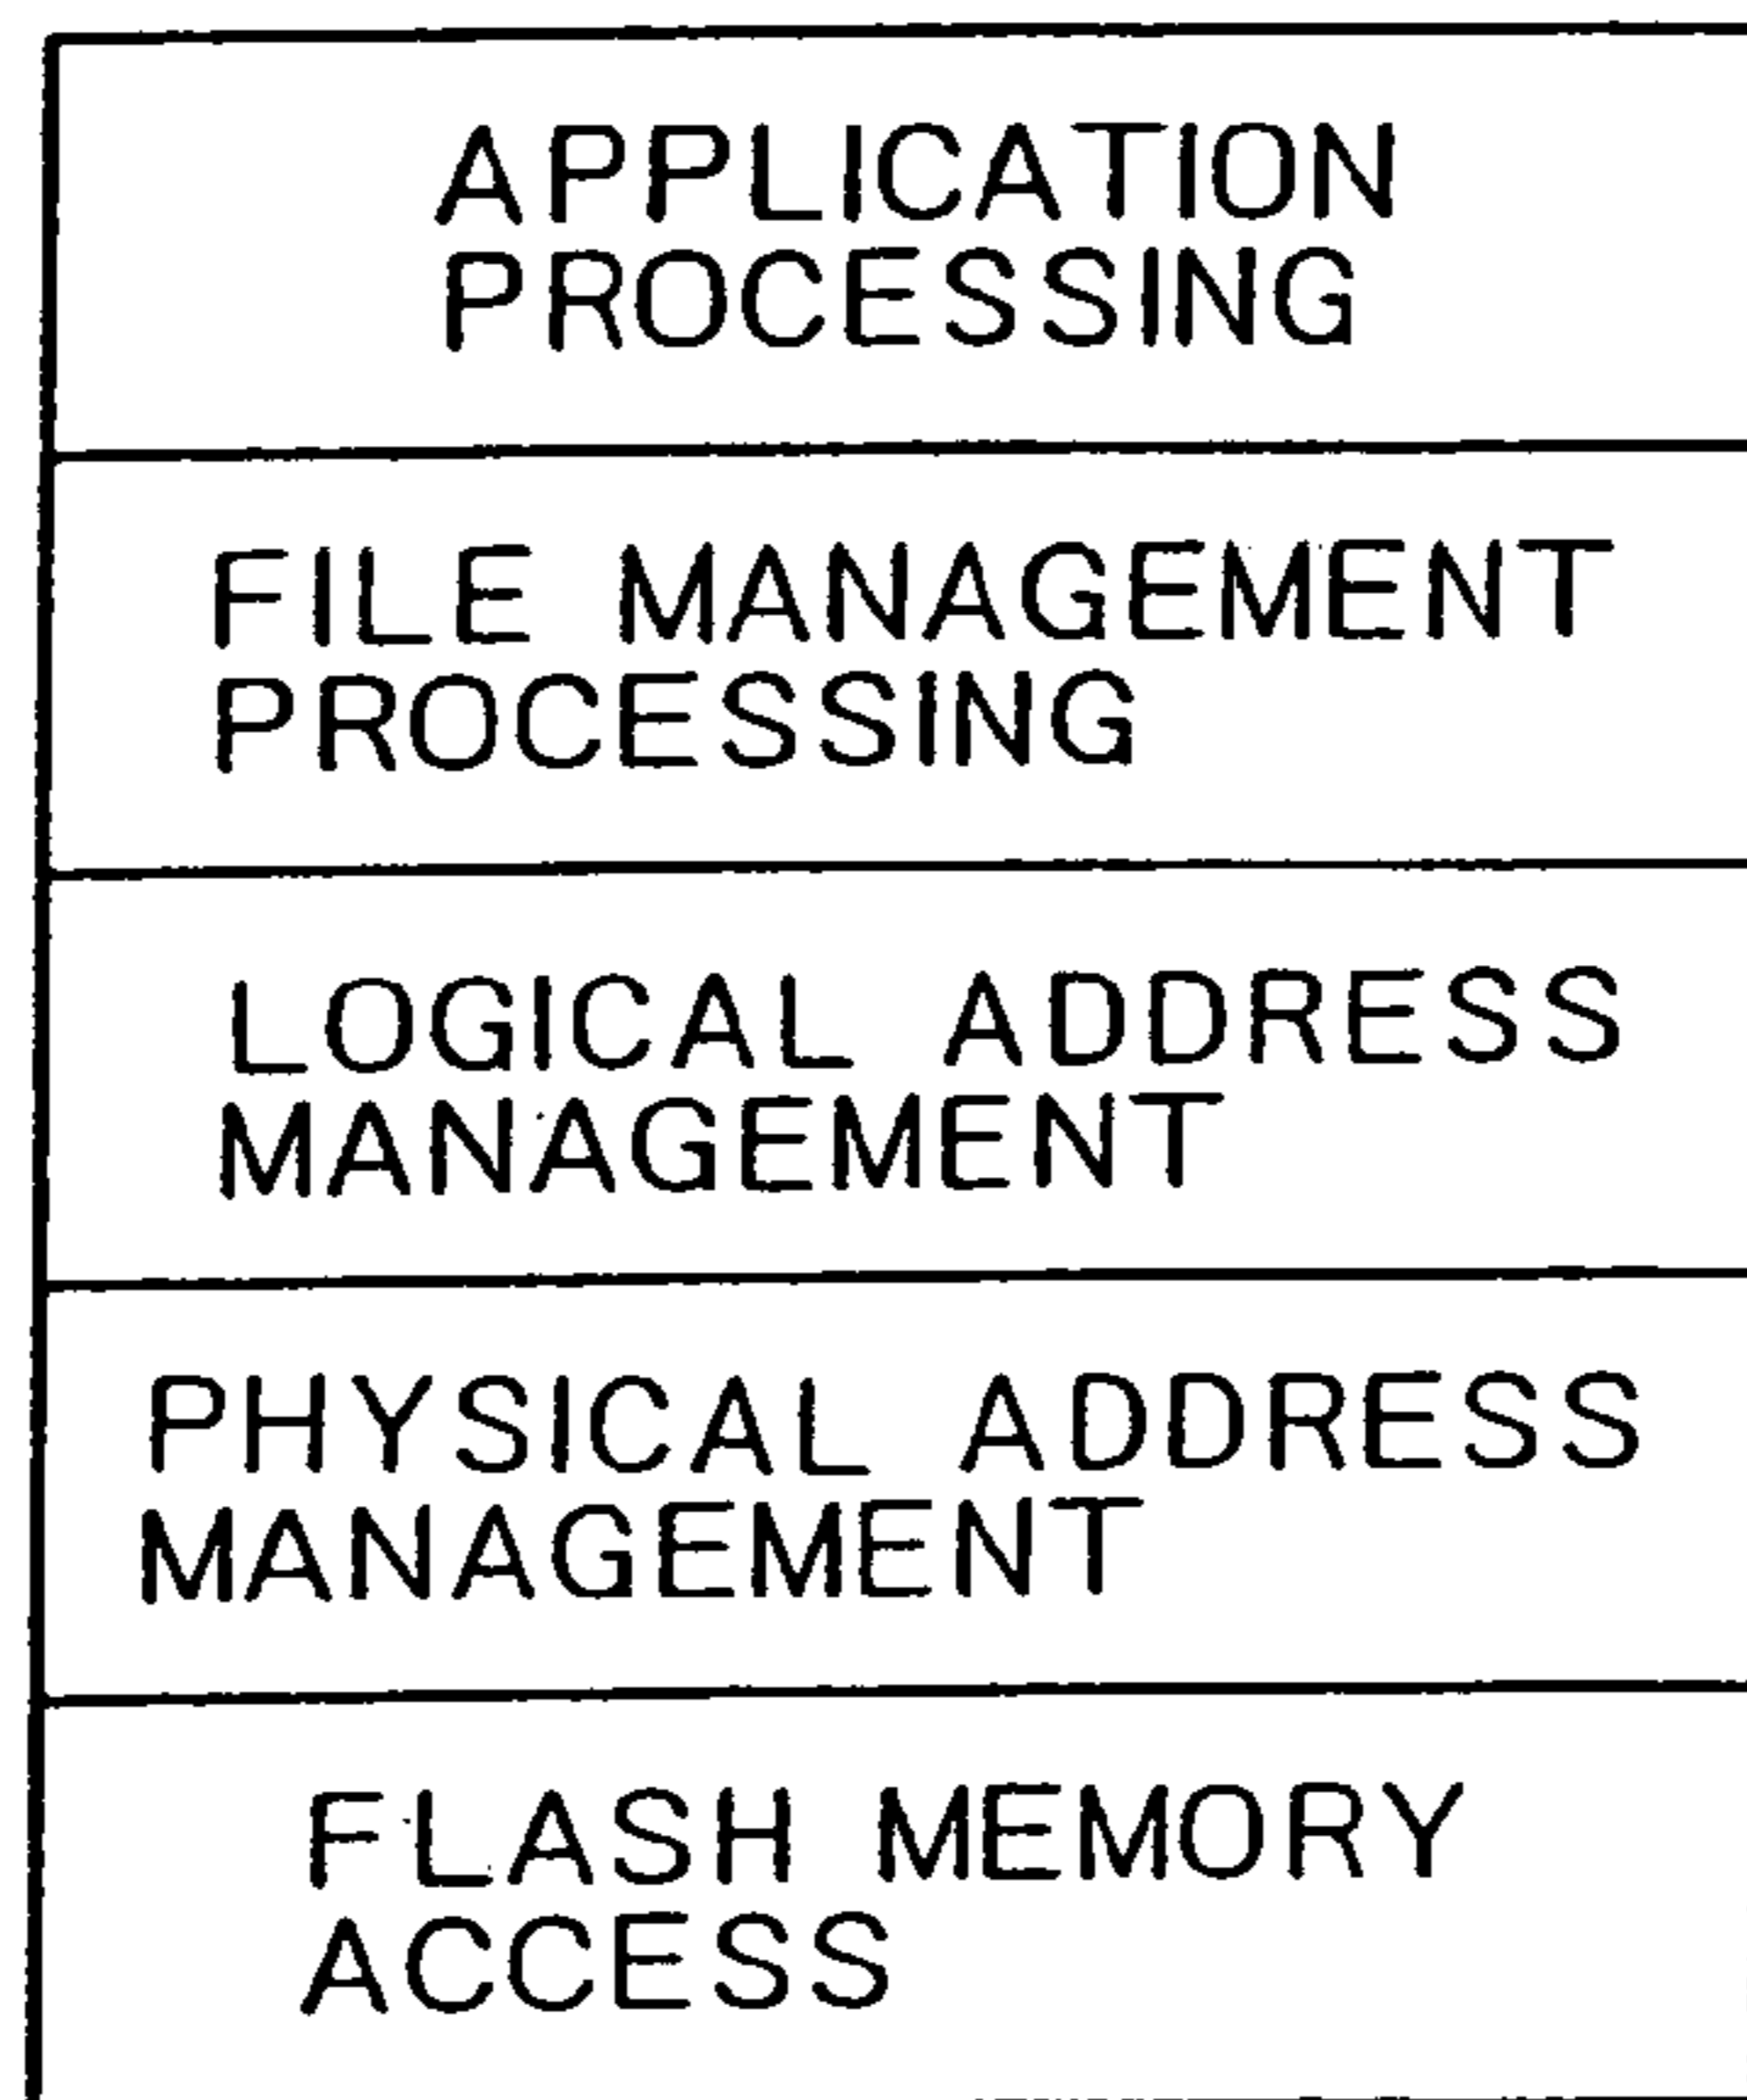 APPLICATION
PROCESSING
FILE MANAGEMENT
PROCESSING
LOGICAL ADDRESS
MANAGEMENT
PHYSICAL ADDRESS
MANAGEMENT
FLASH MEMORY
ACCESS